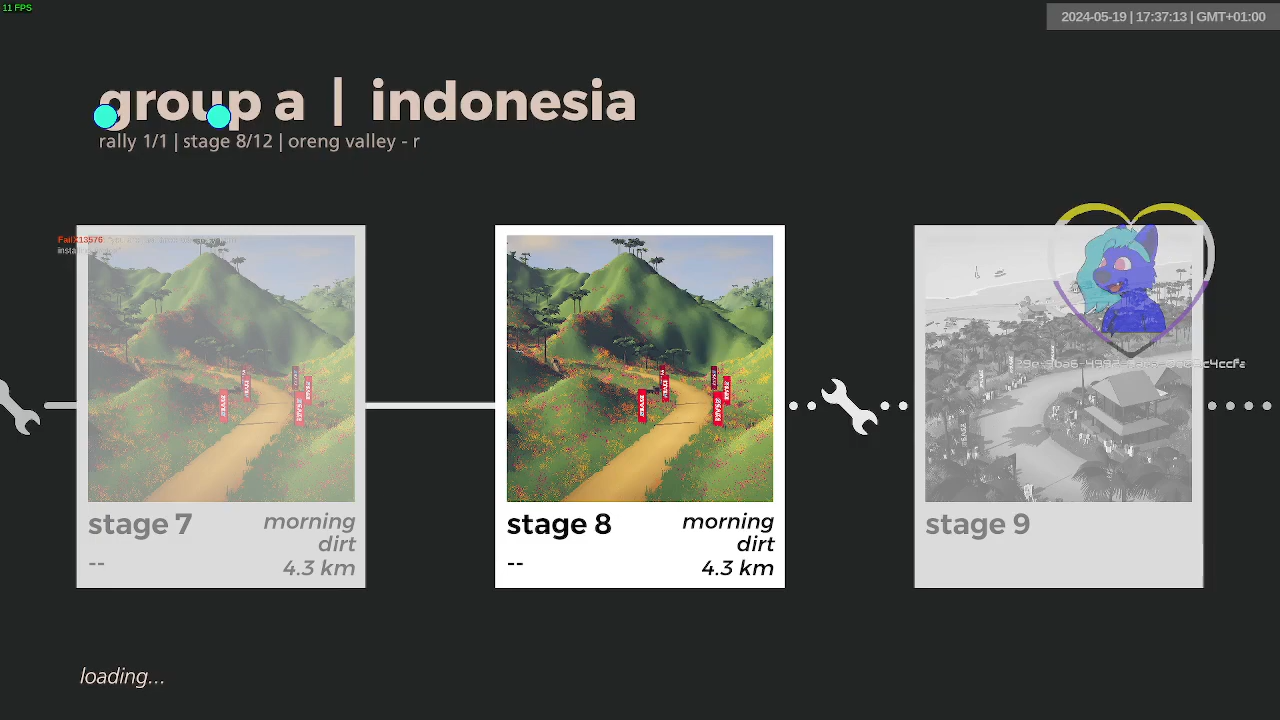 11 FPS
2024-05-19 | 17:37:13 | GMT+01:00
group a | indonesia
rally 1/1 | stage 8/12 | oreng valley - r
stage 7
morning
dirt
--
4.3 km
stage 8
morning
dirt
--
4.3 km
stage 9
loading...